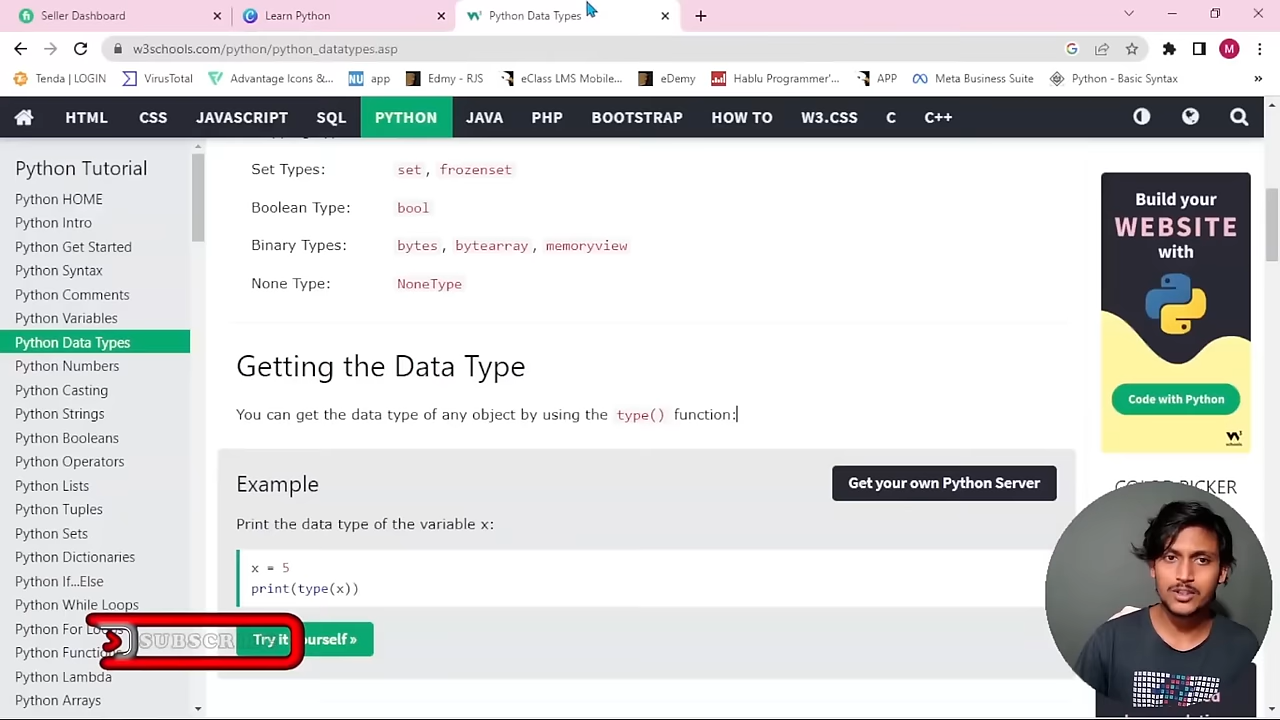 Seller Dashboard
Learn Python
Python Data Types
w3schools.com/python/python_datatypes.asp
M
Tenda | LOGIN
VirusTotal
Advantage Icons &...
NU app
Edmy - RJS
eClass LMS Mobile...
eDemy
Hablu Programmer'...
APP
Meta Business Suite
Python - Basic Syntax
»
HTML
CSS
JAVASCRIPT
SQL
PYTHON
JAVA
PHP
BOOTSTRAP
HOW TO
W3.CSS
C
C++
Python Tutorial
Python HOME
Python Intro
Python Get Started
Python Syntax
Python Comments
Python Variables
Python Data Types
Python Numbers
Python Casting
Python Strings
Python Booleans
Python Operators
Python Lists
Python Tuples
Python Sets
Python Dictionaries
Python If...Else
Python While Loops
Python For
Python
Python Lambda
Python Arrays
Set Types: set, frozenset
Boolean Type: bool
Binary Types: bytes, bytearray, memoryview
None Type: NoneType
Getting the Data Type
You can get the data type of any object by using the type() function:
Example
Get your own Python Server
Print the data type of the variable x:
x = 5
print(type(x))
Try it ourself »
Build your
WEBSITE
with
Code with Python